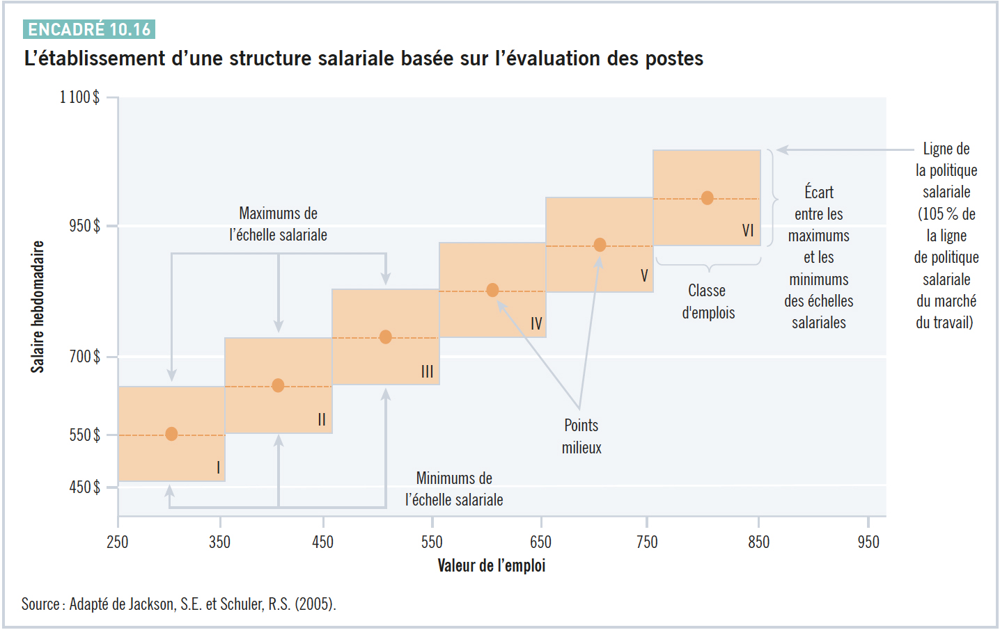 ENCADRÉ 10.16
L’établissement d’une structure salariale basée sur l’évaluation des postes
1 100 $
950 $
700 $
550 $
450 $
Salaire hebdomadaire
Maximums de
l’échelle salariale
Minimums de
l’échelle salariale
Points
milieux
I
II
III
IV
V
VI
Classe
d'emplois
Écart
entre les
maximums
et les
minimums
des échelles
salariales
Ligne de
la politique
salariale
(105 % de
la ligne
de politique
salariale
du marché
du travail)
250 350 450 550 650 750 850 950
Valeur de l’emploi
Source : Adapté de Jackson, S.E. et Schuler, R.S. (2005).